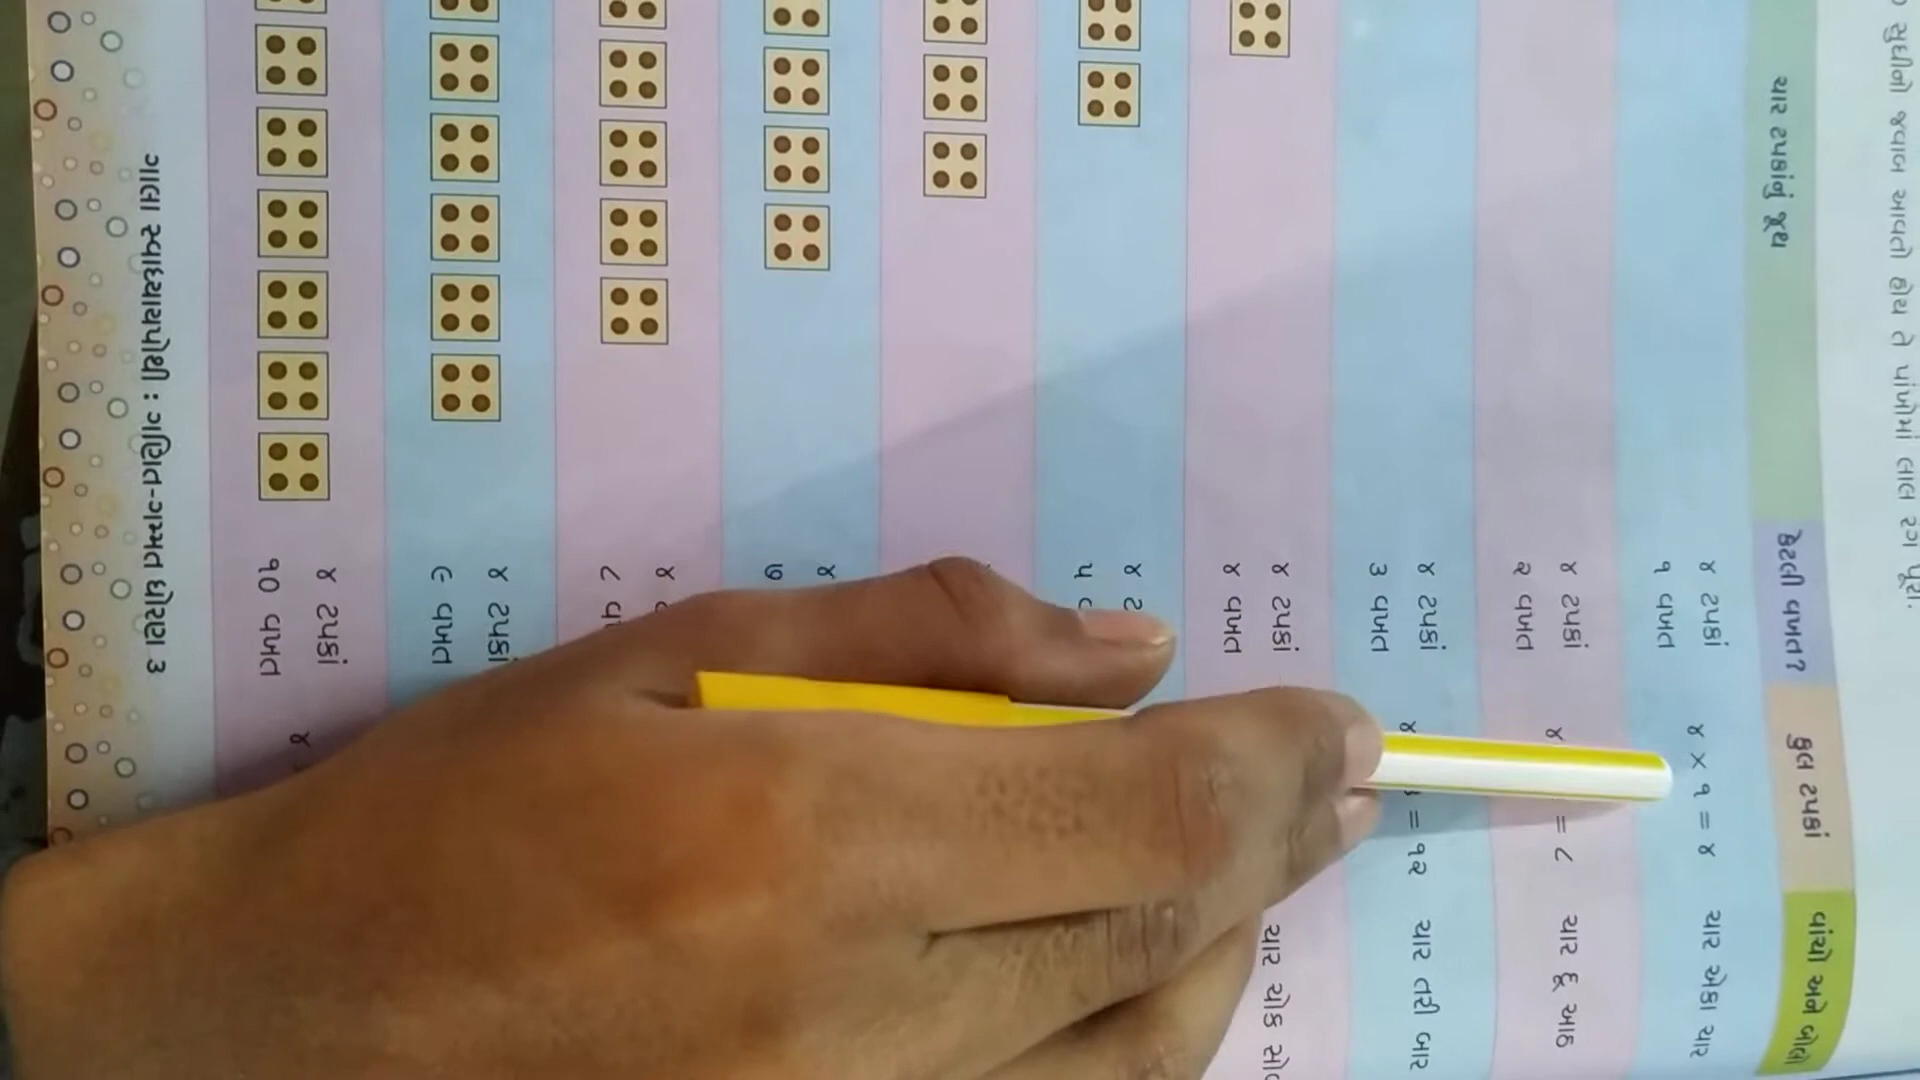 સુધીનો જવાબ આવતો હોય તે પાંખોમાં લાલ રંગ પૂરો.
ચાર ટપકાંનું જૂથ
કેટલી વખત?
કુલ ટપકાં
વાંચો અને બોલો
૪ ટપકાં
૧ વખત
૪ × ૧ = ૪
ચાર એકા ચાર
૪ ટપકાં
૨ વખત
૪
= ૮
ચાર દૂ આઠ
૪ ટપકાં
૩ વખત
૪
= ૧૨
ચાર તરી બાર
૪ ટપકાં
૪ વખત
ચાર ચોક
૪
૫
૪
૭
૪
૮
૪ ટપકાં
૯ વખત
૪ ટપકાં
૧૦ વખત
૪
ગાલા સ્વાધ્યાયપોથી : ગણિત-ગમ્મત ધોરણ ૩